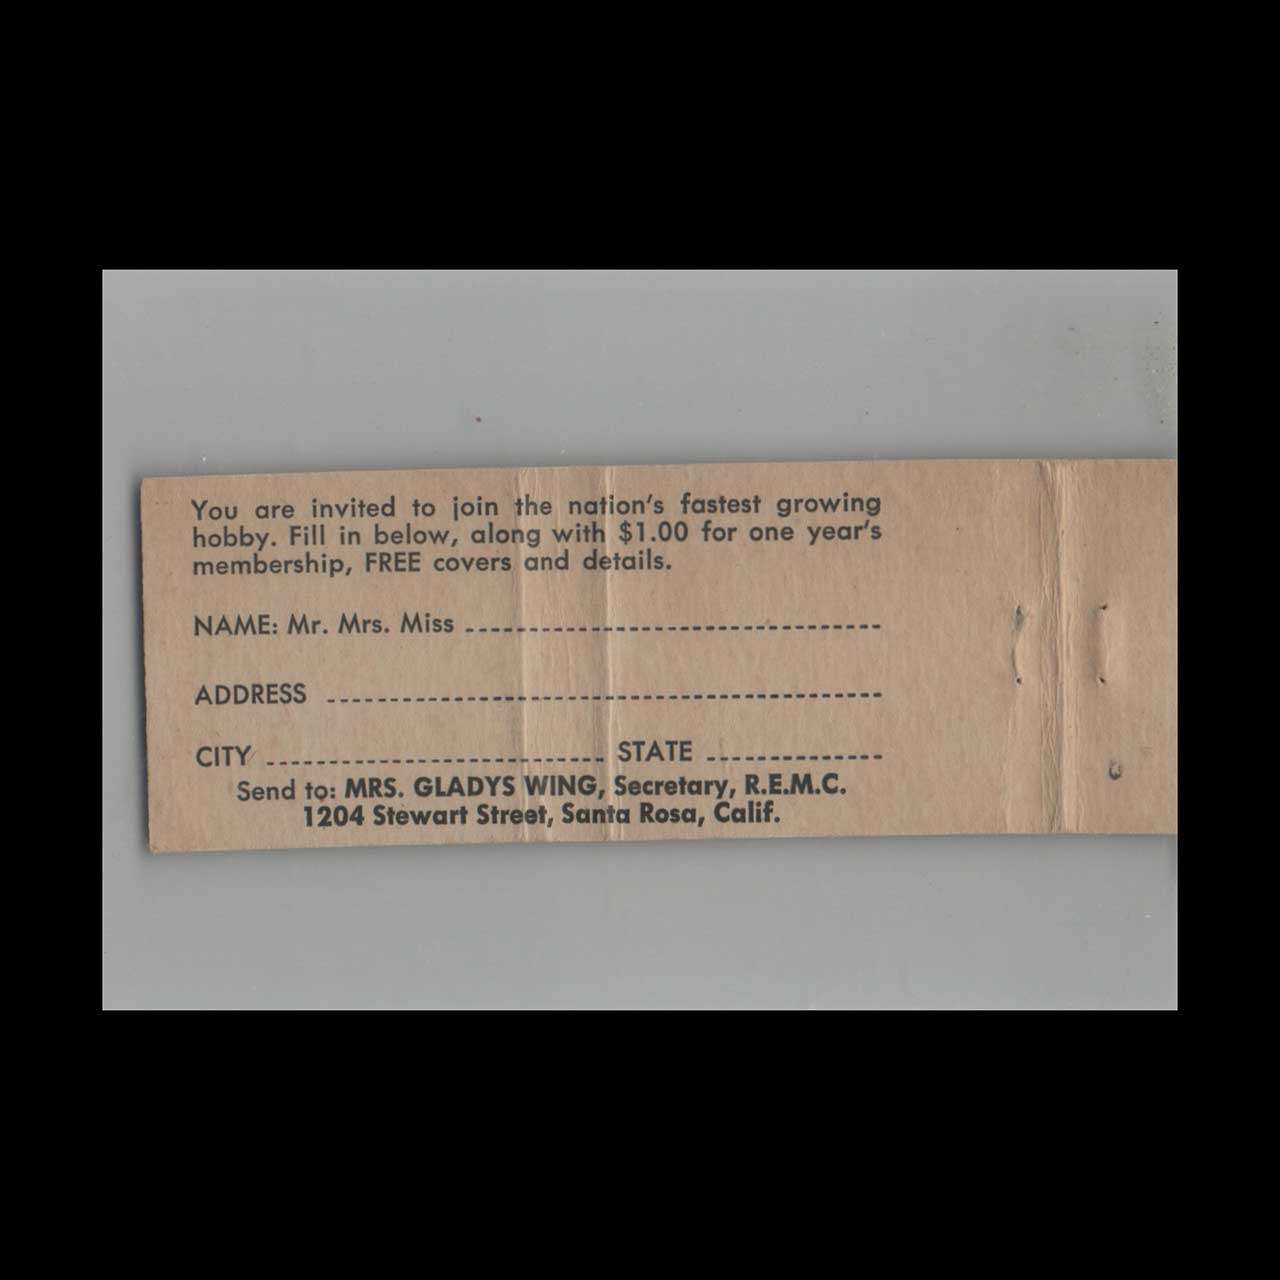 You are invited to join the nation's fastest growing
hobby. Fill in below, along with $1.00 for one year's
membership, FREE covers and details.
NAME: Mr. Mrs. Miss
ADDRESS
CITY STATE
Send to: MRS. GLADYS WING, Secretary, R.E.M.C.
1204 Stewart Street, Santa Rosa, Calif.